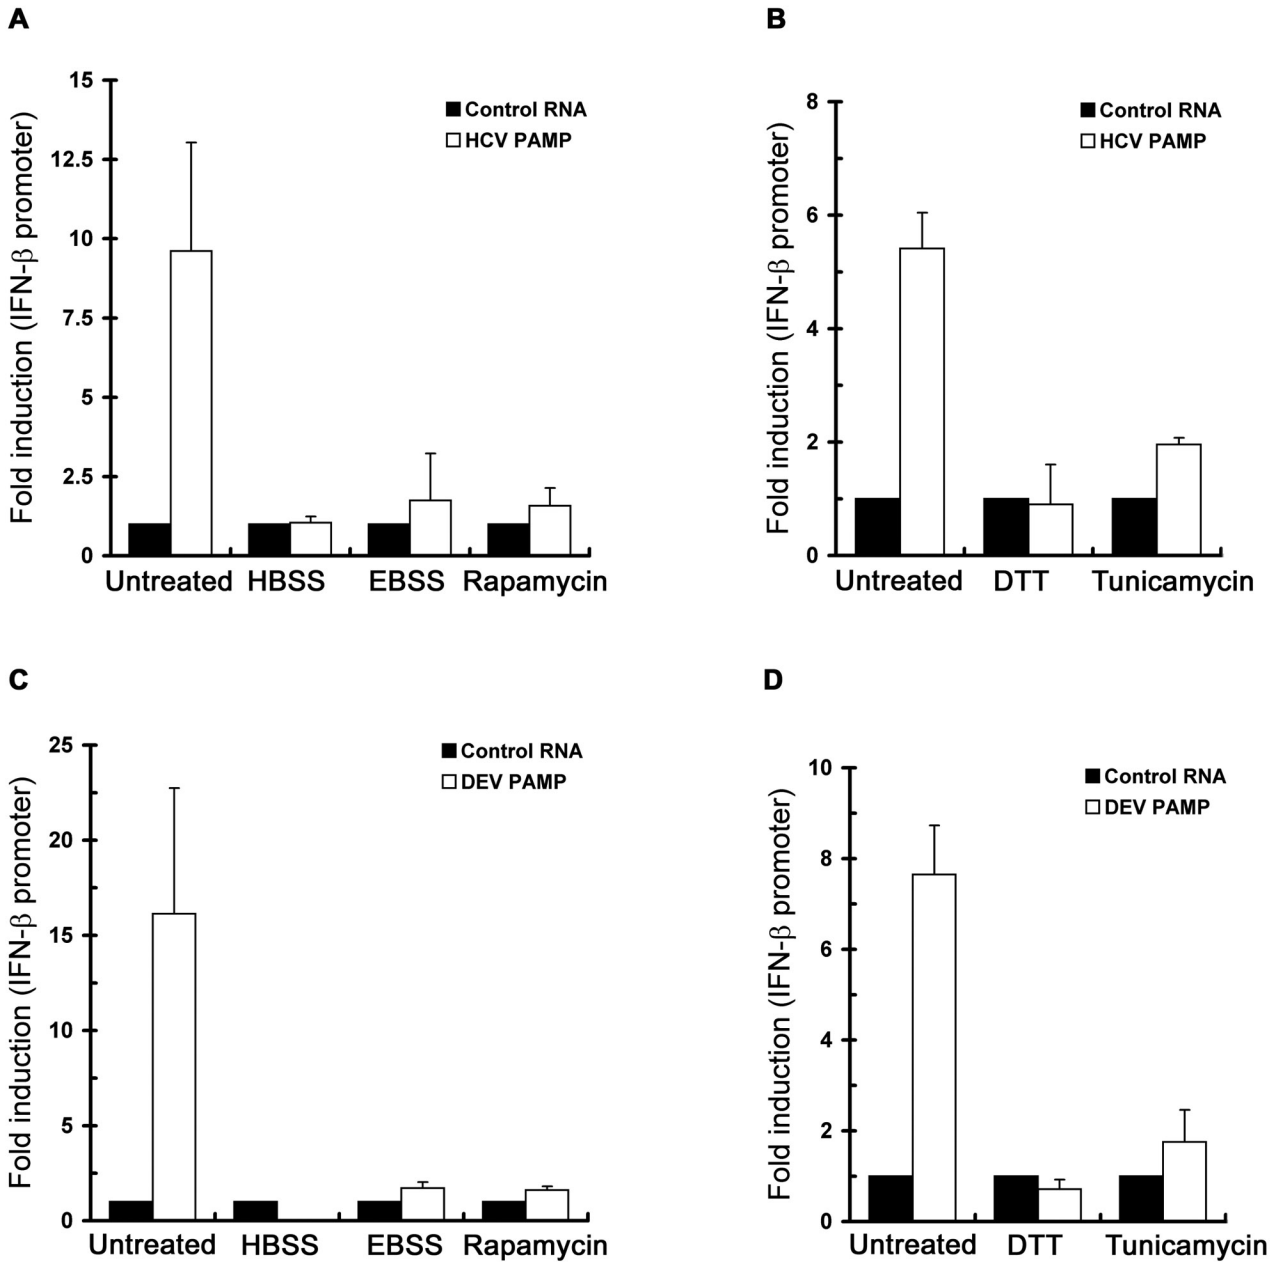 A
Fold induction (IFN-β promoter)
15
12.5
10
7.5
5
2.5
0
Control RNA
HCV PAMP
Untreated HBSS EBSS Rapamycin
B
Fold induction (IFN-β promoter)
8
6
4
2
0
Control RNA
HCV PAMP
Untreated DTT Tunicamycin
C
Fold induction (IFN-β promoter)
25
20
15
10
5
0
Control RNA
DEV PAMP
Untreated HBSS EBSS Rapamycin
D
Fold induction (IFN-β promoter)
10
8
6
4
2
0
Control RNA
DEV PAMP
Untreated DTT Tunicamycin